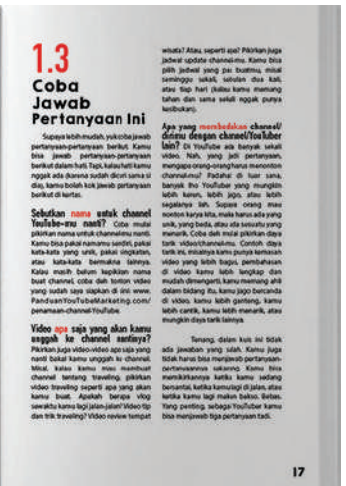 1.3
Coba
Jawab
Pertanyaan Ini
Supaya lebih mudah, yuk coba jawab
pertanyaan-pertanyaan berikut. Kamu
bisa jawab pertanyaan-pertanyaan
berikut dalam hati. Tapi, kalau hati kamu
nggak ada (karena sudah dicuri sama si
dia), kamu boleh kok jawab pertanyaan
berikut di kertas.
Sebutkan nama untuk channel
YouTube-mu nanti? Coba mulai
pikirkan nama untuk channelmu nanti.
Kamu bisa pakai namamu sendiri, pakai
kata-kata yang unik, pakai singkatan,
atau kata-kata bermakna lainnya.
Kalau masih belum kepikiran nama
buat channel, coba deh tonton video
yang sudah saya siapkan di sini: www.
PanduanYouTubeMarketing.com/
penamaan-channel-YouTube.
Video apa saja yang akan kamu
unggah ke channel nantinya?
Pikirkan juga video-video apa saja yang
nanti bakal kamu unggah ke channel.
Misal, kalau kamu mau membuat
channel tentang traveling, pikirkan
video traveling seperti apa yang akan
kamu buat. Apakah berapa vlog
sewaktu kamu lagi jalan-jalan? Video tip
dan trik traveling? Video review tempat
wisata? Atau, seperti apa? Pikirkan juga
jadwal update channel-mu. Kamu bisa
pilih jadwal yang pas buatmu, misal
seminggu sekali, sebulan dua kali,
atau tiap hari (kalau kamu memang
tahan dan sama sekali nggak punya
kesibukan).
Apa yang membedakan channel/
dirimu dengan channel/YouTuber
lain? Di YouTube ada banyak sekali
video. Nah, yang jadi pertanyaan,
mengapa orang-orang harus menonton
channel-mu? Padahal di luar sana,
banyak lho YouTuber yang mungkin
lebih keren, lebih jago, atau lebih
segalanya lah. Supaya orang mau
nonton karya kita, maka harus ada yang
unik, yang beda, atau ada sesuatu yang
menarik. Coba deh mulai pikirkan daya
tarik video/channel-mu. Contoh daya
tarik ini, misalnya kamu punya kemasan
video yang lebih bagus, pembahasan
di video kamu lebih lengkap dan
mudah dimengerti, kamu memang ahli
dalam bidang itu, kamu jago bercanda
di video, kamu lebih ganteng, kamu
lebih cantik, kamu lebih menarik, atau
mungkin daya tarik lainnya.
Tenang, dalam kuis ini tidak
ada jawaban yang salah. Kamu juga
tidak harus bisa menjawab pertanyaan-
pertanyaannya sekarang. Kamu bisa
memikirkannya ketika kamu sedang
bersantai, ketika kamu lagi di jalan, atau
ketika kamu lagi makan bakso. Bebas.
Yang penting, sebagai YouTuber kamu
bisa menjawab tiga pertanyaan tadi.
17